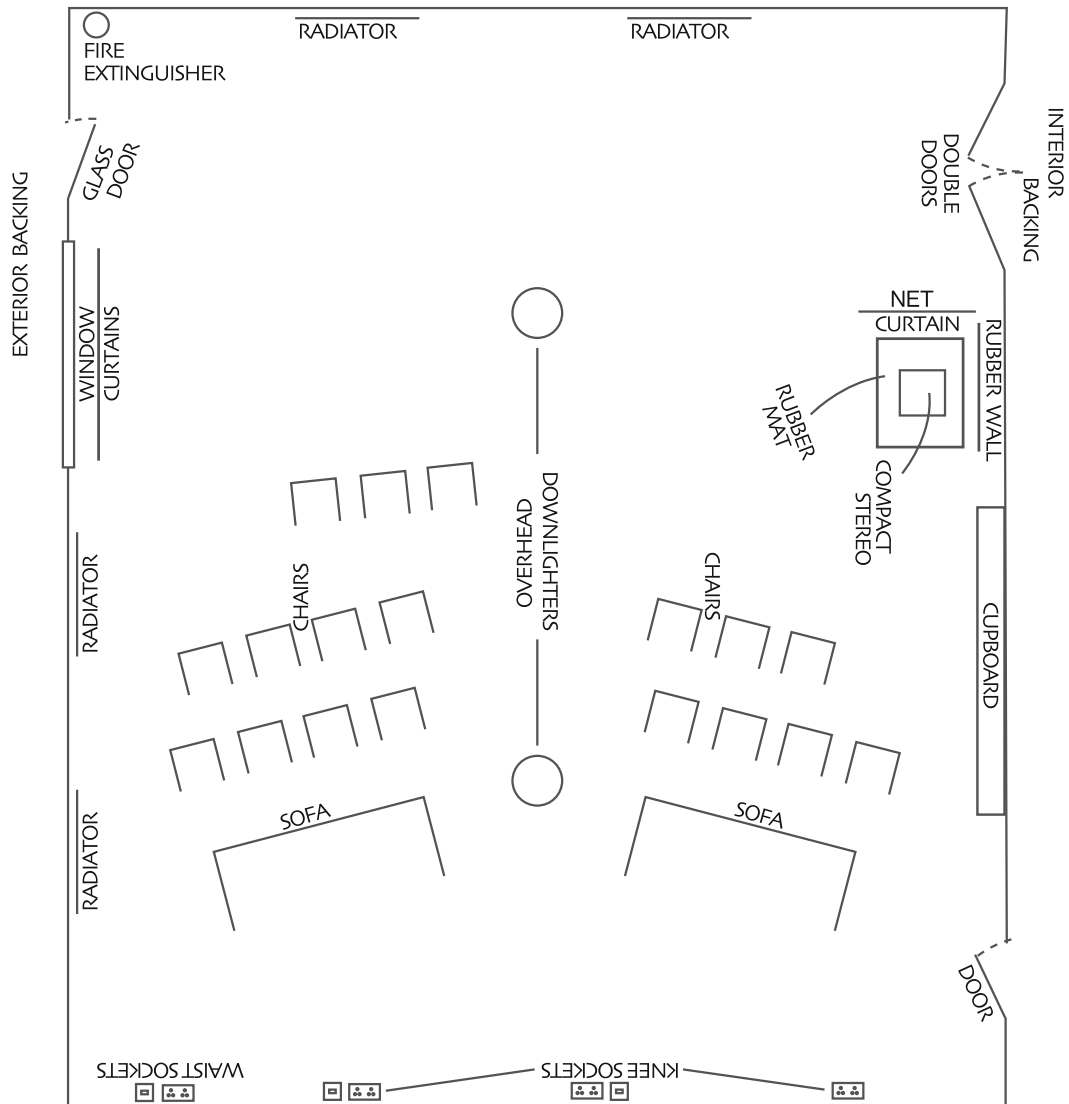 RADIATOR
RADIATOR
FIRE
EXTINGUISHER
GLASS
DOOR
DOUBLE
DOORS
INTERIOR
BACKING
EXTERIOR BACKING
WINDOW
CURTAINS
NET
CURTAIN
RUBBER WALL
RUBBER
MAT
COMPACT
STEREO
DOWNLIGHTERS
OVERHEAD
RADIATOR
CHAIRS
CHAIRS
CUPBOARD
RADIATOR
SOFA
SOFA
DOOR
WAIST SOCKETS
KNEE SOCKETS